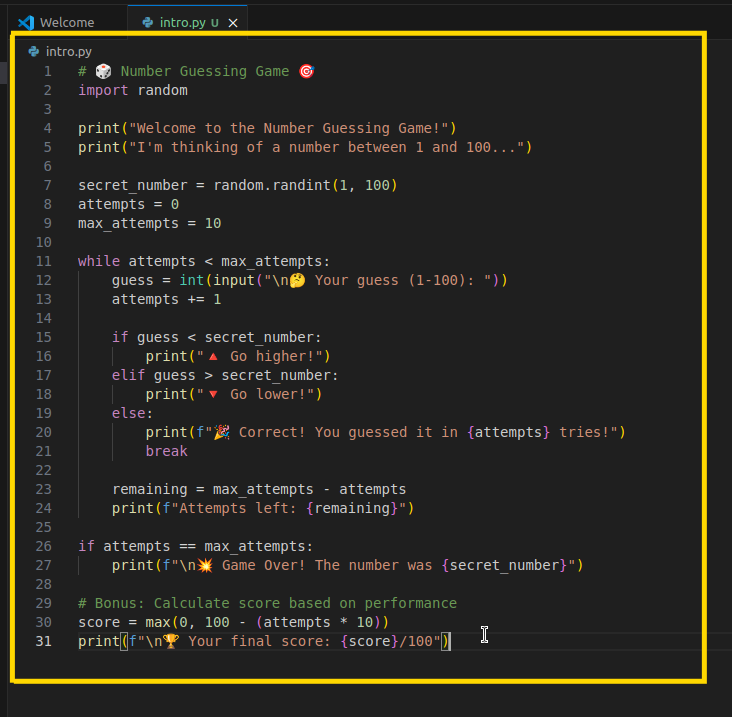 Welcome
intro.py U
intro.py
1 # 🎲 Number Guessing Game 🎯
2 import random
3
4 print("Welcome to the Number Guessing Game!")
5 print("I'm thinking of a number between 1 and 100...")
6
7 secret_number = random.randint(1, 100)
8 attempts = 0
9 max_attempts = 10
10
11 while attempts < max_attempts:
12     guess = int(input("\n🤔 Your guess (1-100): "))
13     attempts += 1
14
15     if guess < secret_number:
16         print("🔺 Go higher!")
17     elif guess > secret_number:
18         print("🔻 Go lower!")
19     else:
20         print(f"🎉 Correct! You guessed it in {attempts} tries!")
21         break
22
23     remaining = max_attempts - attempts
24     print(f"Attempts left: {remaining}")
25
26 if attempts == max_attempts:
27     print(f"\n💥 Game Over! The number was {secret_number}")
28
29 # Bonus: Calculate score based on performance
30 score = max(0, 100 - (attempts * 10))
31 print(f"\n🏆 Your final score: {score}/100")